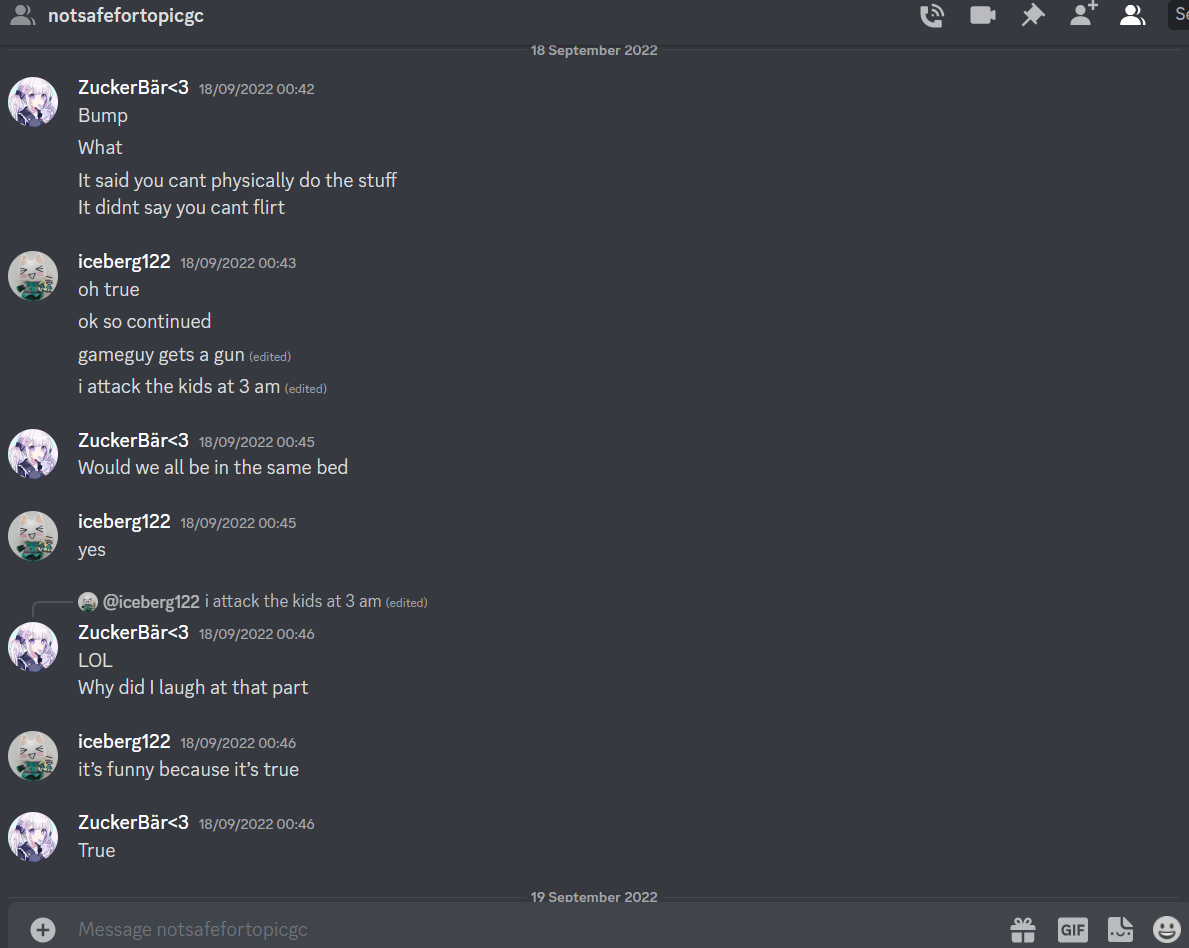 notsafefortopicgc
18 September 2022
ZuckerBär<3 18/09/2022 00:42
Bump
What
It said you cant physically do the stuff
It didnt say you cant flirt
iceberg122 18/09/2022 00:43
oh true
ok so continued
gameguy gets a gun (edited)
i attack the kids at 3 am (edited)
ZuckerBär<3 18/09/2022 00:45
Would we all be in the same bed
iceberg122 18/09/2022 00:45
yes
@iceberg122 i attack the kids at 3 am (edited)
ZuckerBär<3 18/09/2022 00:46
LOL
Why did I laugh at that part
iceberg122 18/09/2022 00:46
it’s funny because it’s true
ZuckerBär<3 18/09/2022 00:46
True
19 September 2022
Message notsafefortopicgc
GIF